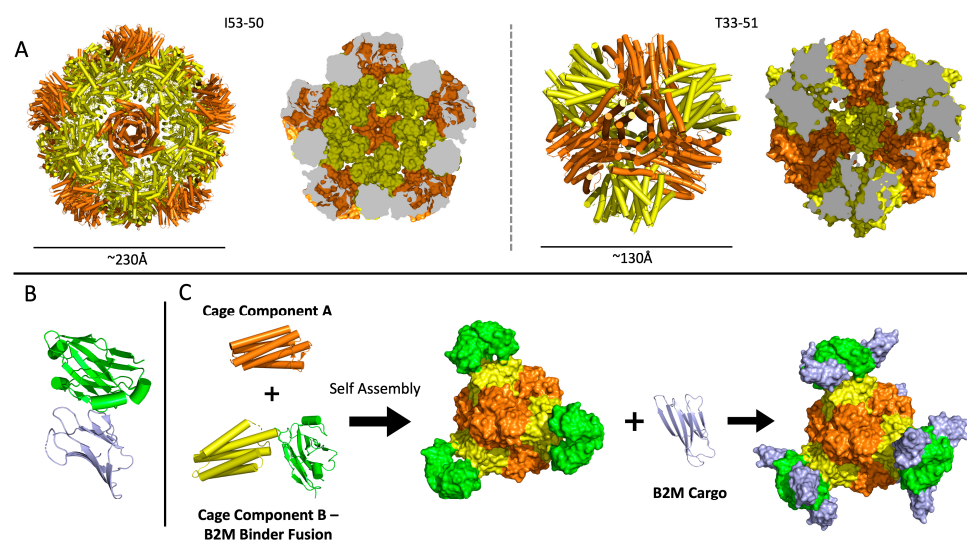 I53-50
T33-51
A
~230Å
~130Å
B
C
Cage Component A
+
Self Assembly
+
B2M Cargo
Cage Component B –
B2M Binder Fusion